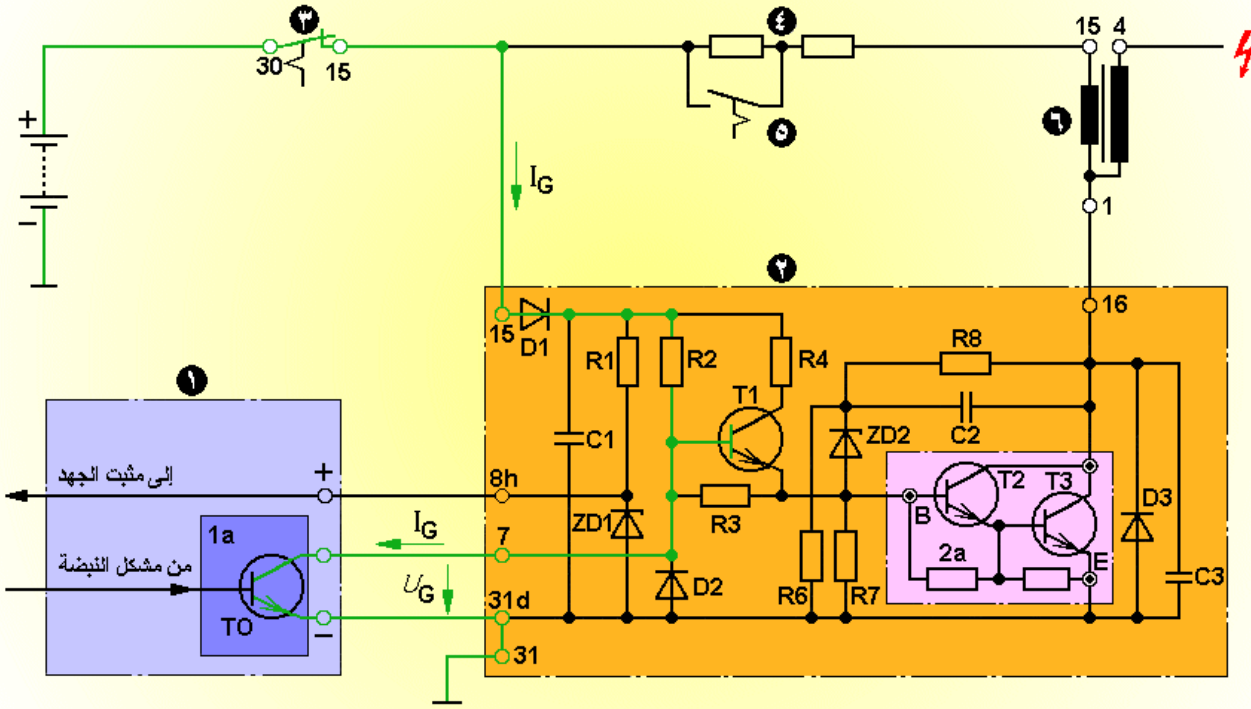 ٣
٤
15 4
30 15
+
٥
٦
I_G
−
1
٢
16
15
D1 R1 R2 R4 R8
١
T1
C1 ZD2 C2
إلى مثبت الجهد +
8h
T2 T3
ZD1 R3 B D3
1a I_G 7
من مشكل النبضة
2a E C3
U_G D2 R6 R7
31d
TO −
31